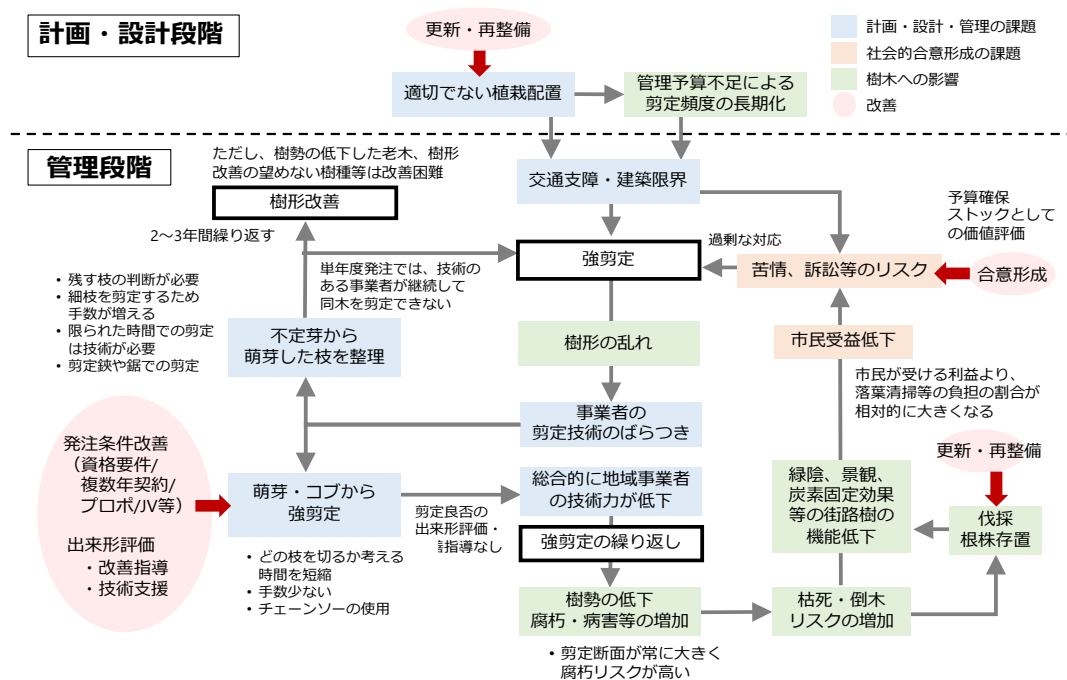 計画・設計段階
更新・再整備
計画・設計・管理の課題
社会的合意形成の課題
樹木への影響
改善
適切でない植栽配置
管理予算不足による
剪定頻度の長期化
管理段階
ただし、樹勢の低下した老木、樹形
改善の望めない樹種等は改善困難
樹形改善
2～3年間繰り返す
交通支障・建築限界
予算確保
ストックとして
の価値評価
過剰な対応
強剪定
苦情、訴訟等のリスク
合意形成
単年度発注では、技術の
ある事業者が継続して
同木を剪定できない
• 残す枝の判断が必要
• 細枝を剪定するため
手数が増える
• 限られた時間での剪定
は技術が必要
• 剪定鋏や鋸での剪定
不定芽から
萌芽した枝を整理
樹形の乱れ
市民受益低下
市民が受ける利益より、
落葉清掃等の負担の割合が
相対的に大きくなる
事業者の
剪定技術のばらつき
発注条件改善
（資格要件/
複数年契約/
プロポ/JV等）
出来形評価
・改善指導
・技術支援
萌芽・コブから
強剪定
剪定良否の
出来形評価・
指導なし
総合的に地域事業者
の技術力が低下
強剪定の繰り返し
• どの枝を切るか考える
時間を短縮
• 手数少ない
• チェーンソーの使用
樹勢の低下
腐朽・病害等の増加
• 剪定断面が常に大きく
腐朽リスクが高い
枯死・倒木
リスクの増加
緑陰、景観、
炭素固定効果
等の街路樹の
機能低下
更新・再整備
伐採
根株存置